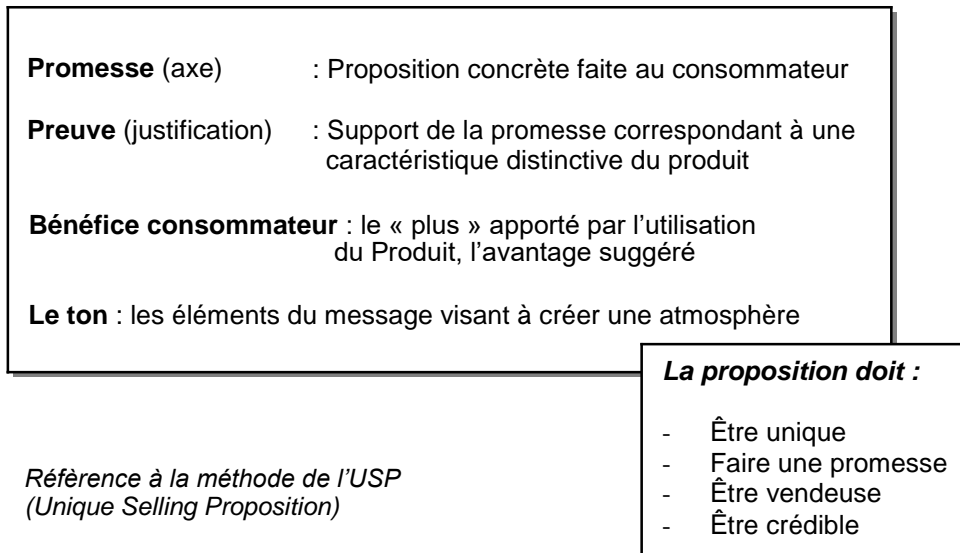 Promesse (axe) : Proposition concrète faite au consommateur
Preuve (justification) : Support de la promesse correspondant à une
caractéristique distinctive du produit
Bénéfice consommateur : le « plus » apporté par l’utilisation
du Produit, l’avantage suggéré
Le ton : les éléments du message visant à créer une atmosphère
La proposition doit :
- Être unique
- Faire une promesse
- Être vendeuse
- Être crédible
Réfèrence à la méthode de l’USP
(Unique Selling Proposition)